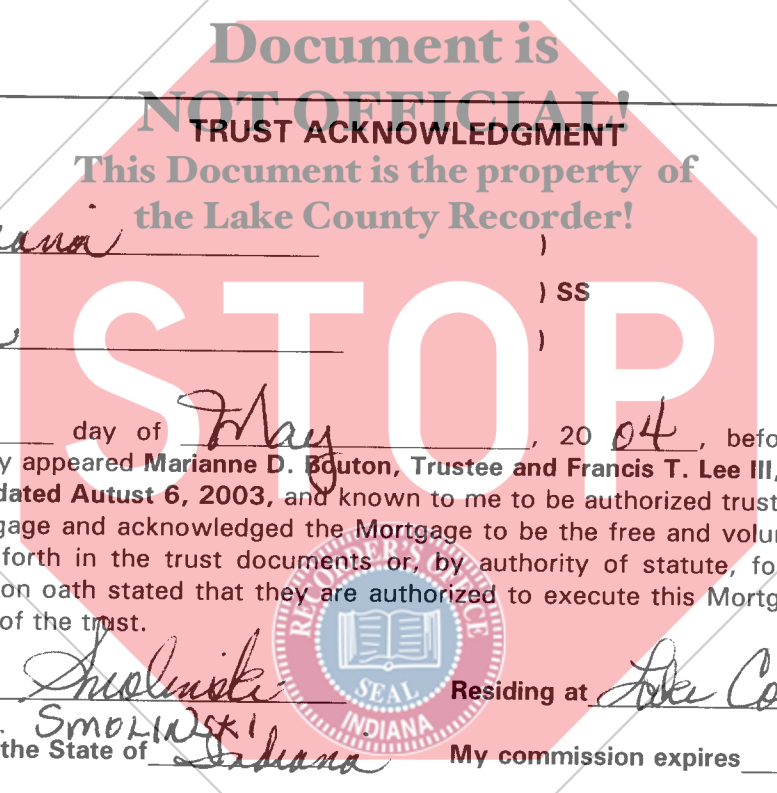 Document is
NOT OFFICIAL!
TRUST ACKNOWLEDGMENT
This Document is the property of
the Lake County Recorder!
ana )
) SS
)
STOP
day of May, 20 04, befo
y appeared Marianne D. Bouton, Trustee and Francis T. Lee III,
dated Autust 6, 2003, and known to me to be authorized trust
gage and acknowledged the Mortgage to be the free and volu
forth in the trust documents or, by authority of statute, fo
on oath stated that they are authorized to execute this Mortg
of the trust.
RECORDER'S OFFICE
SEAL
INDIANA
Smolinski Residing at Lake Co
. SMOLINSKI
the State of Indiana My commission expires